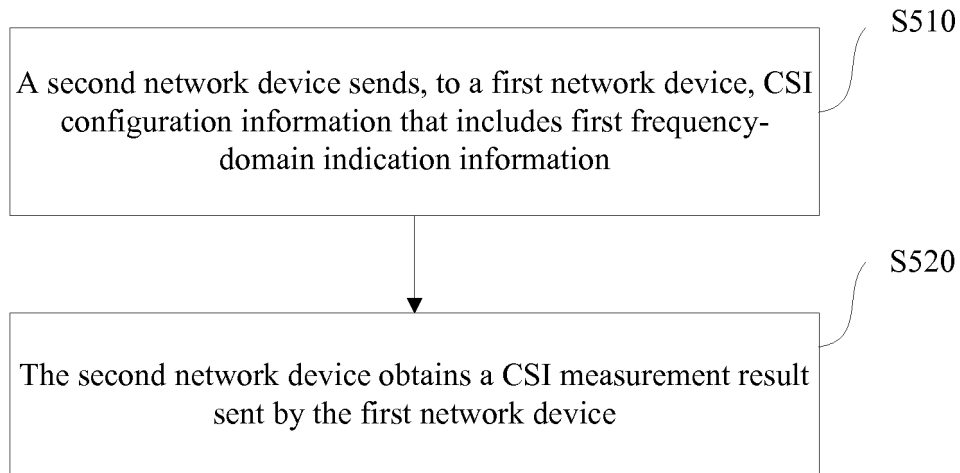 S510
A second network device sends, to a first network device, CSI
configuration information that includes first frequency-
domain indication information
S520
The second network device obtains a CSI measurement result
sent by the first network device